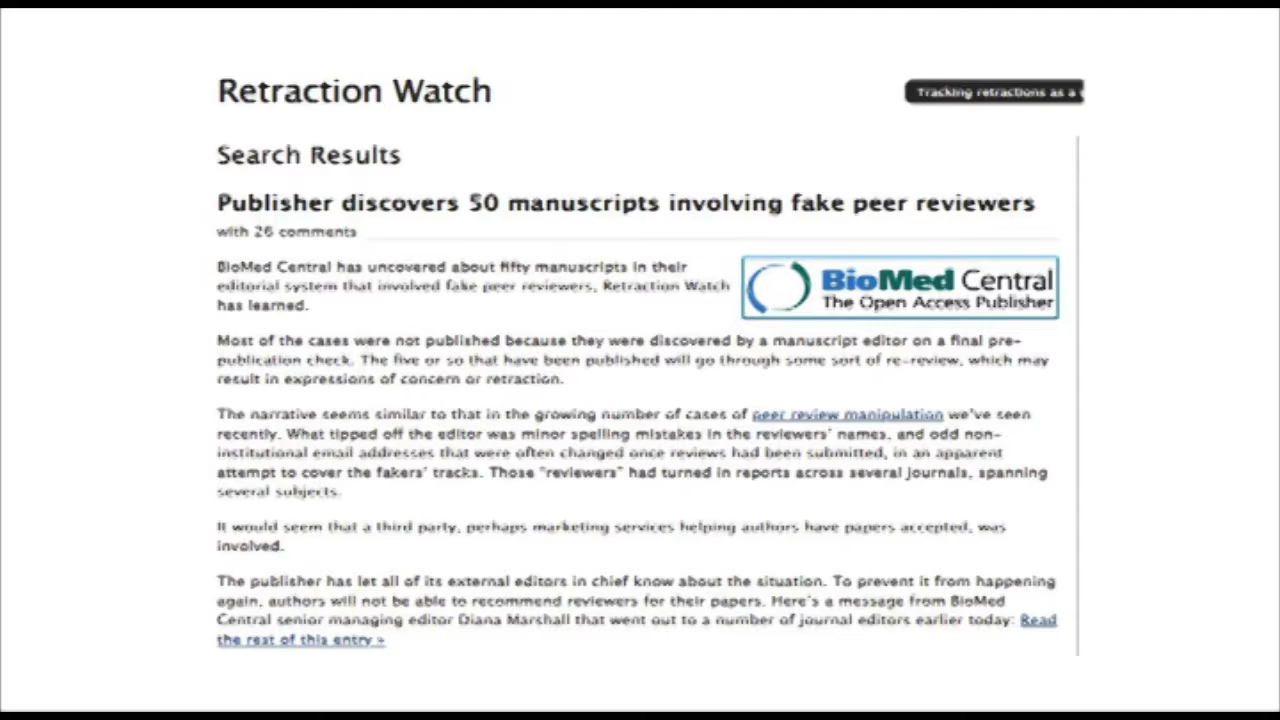 Retraction Watch
Tracking retractions as a
Search Results
Publisher discovers 50 manuscripts involving fake peer reviewers
with 26 comments
BioMed Central has uncovered about fifty manuscripts in their
editorial system that involved fake peer reviewers, Retraction Watch
has learned.
BioMed Central
The Open Access Publisher
Most of the cases were not published because they were discovered by a manuscript editor on a final pre-
publication check. The five or so that have been published will go through some sort of re-review, which may
result in expressions of concern or retraction.
The narrative seems similar to that in the growing number of cases of peer review manipulation we've seen
recently. What tipped off the editor was minor spelling mistakes in the reviewers' names, and odd non-
institutional email addresses that were often changed once reviews had been submitted, in an apparent
attempt to cover the fakers' tracks. Those "reviewers" had turned in reports across several journals, spanning
several subjects.
It would seem that a third party, perhaps marketing services helping authors have papers accepted, was
involved.
The publisher has let all of its external editors in chief know about the situation. To prevent it from happening
again, authors will not be able to recommend reviewers for their papers. Here's a message from BioMed
Central senior managing editor Diana Marshall that went out to a number of journal editors earlier today: Read
the rest of this entry »